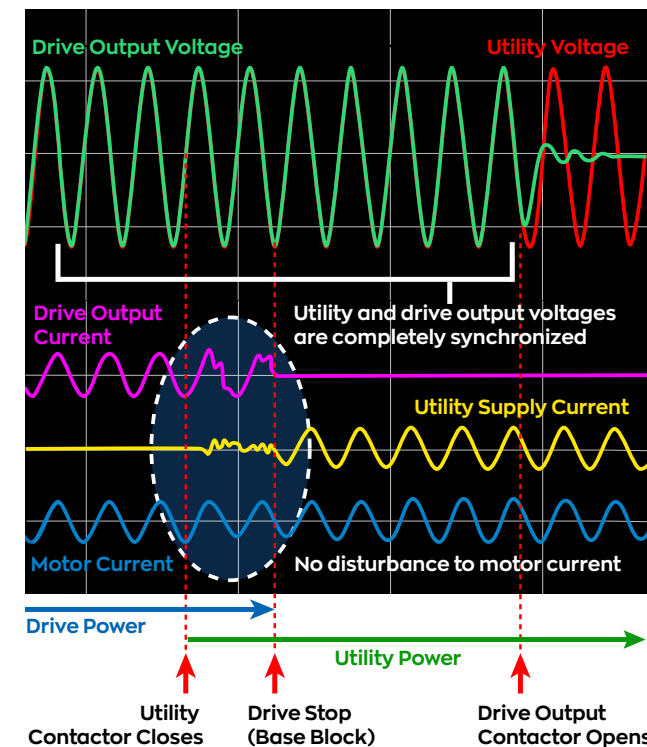 Drive Output Voltage
Utility Voltage
Drive Output
Current
Utility and drive output voltages
are completely synchronized
Utility Supply Current
Motor Current
No disturbance to motor current
Drive Power
Utility Power
Utility
Contactor Closes
Drive Stop
(Base Block)
Drive Output
Contactor Opens